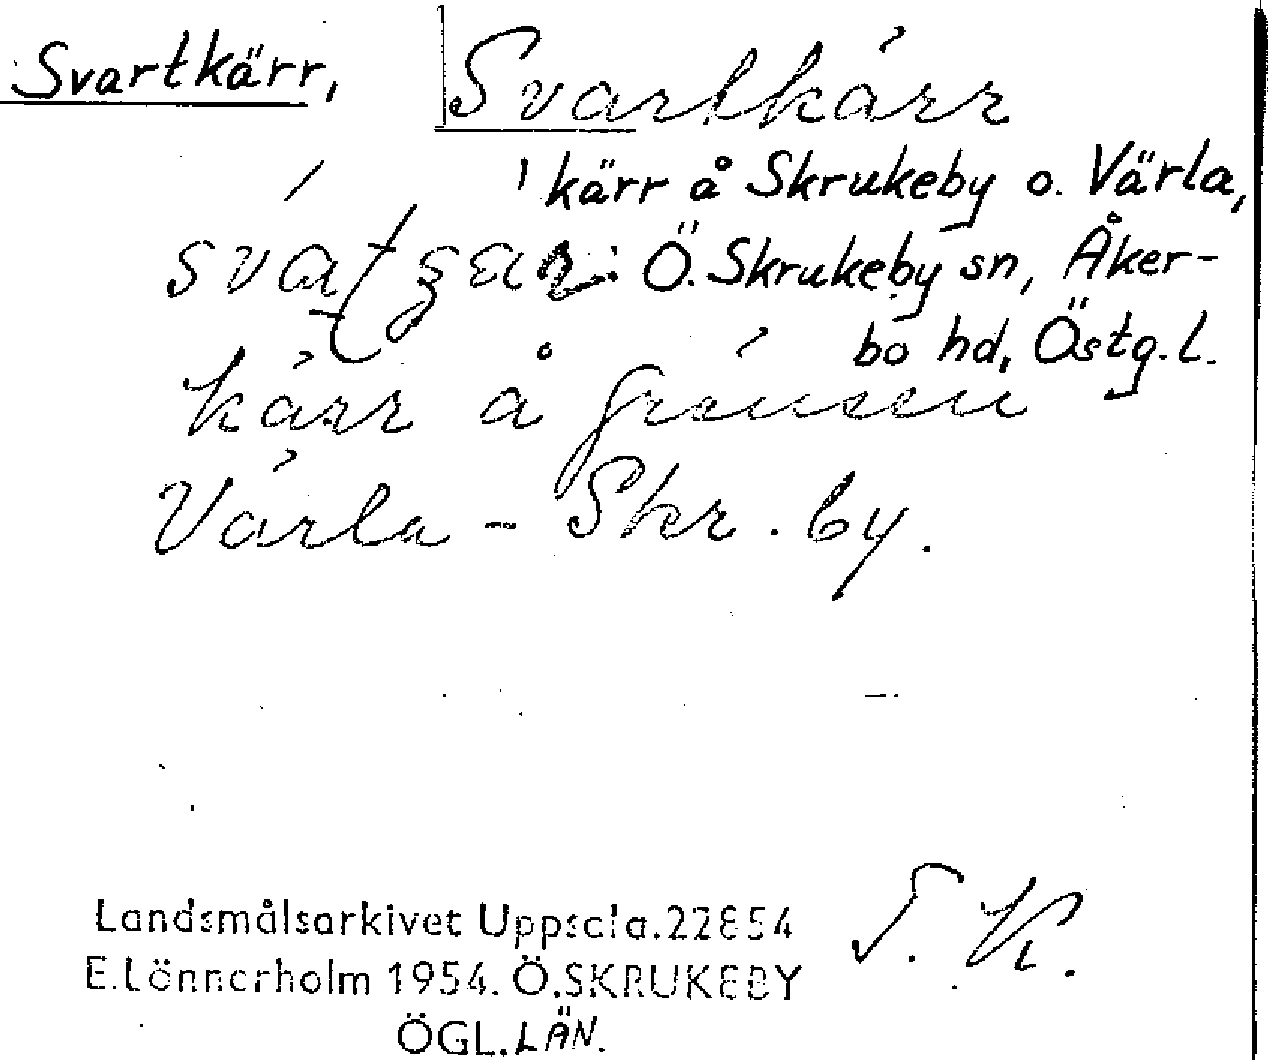 Svartkärr, Svartkärr
kärr å Skrukeby o. Värla,
Ö. Skrukeby sn, Åker-
bo hd, Östg. L.
kärr å gränsen
Värla - Skr. by.
Landsmålsarkivet Uppsala. 22854
E. Lönnerholm 1954. Ö. SKRUKEBY
ÖGL. LÄN.